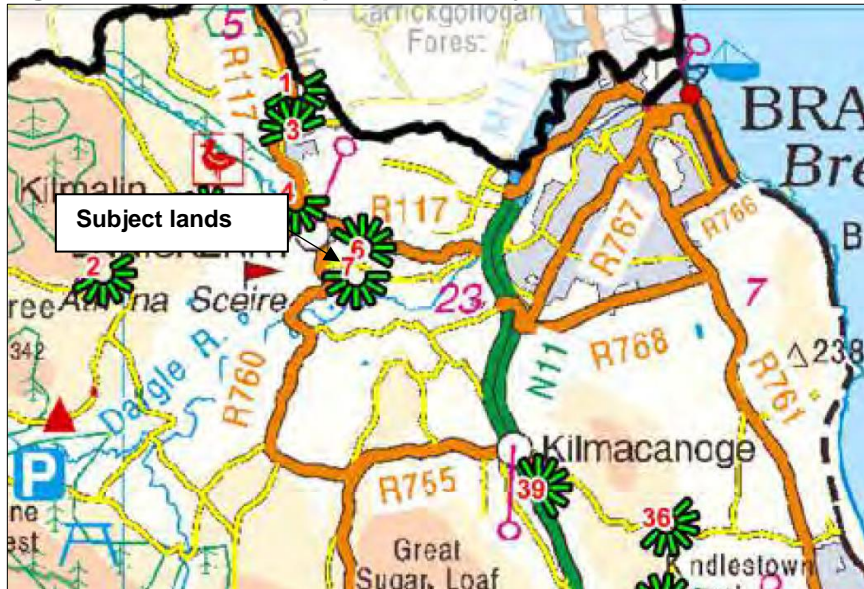 Carrickgollogan
Forest
5
R117
1
3
BRA
Bre
Kilmalin
4
Subject lands
R117
R767
R766
B
6
7
2
Sceire
23
7
342
Dargle R.
R760
N11
R768
238
R761
P
Kilmacanoge
R755
39
36
Great
Sugar Loaf